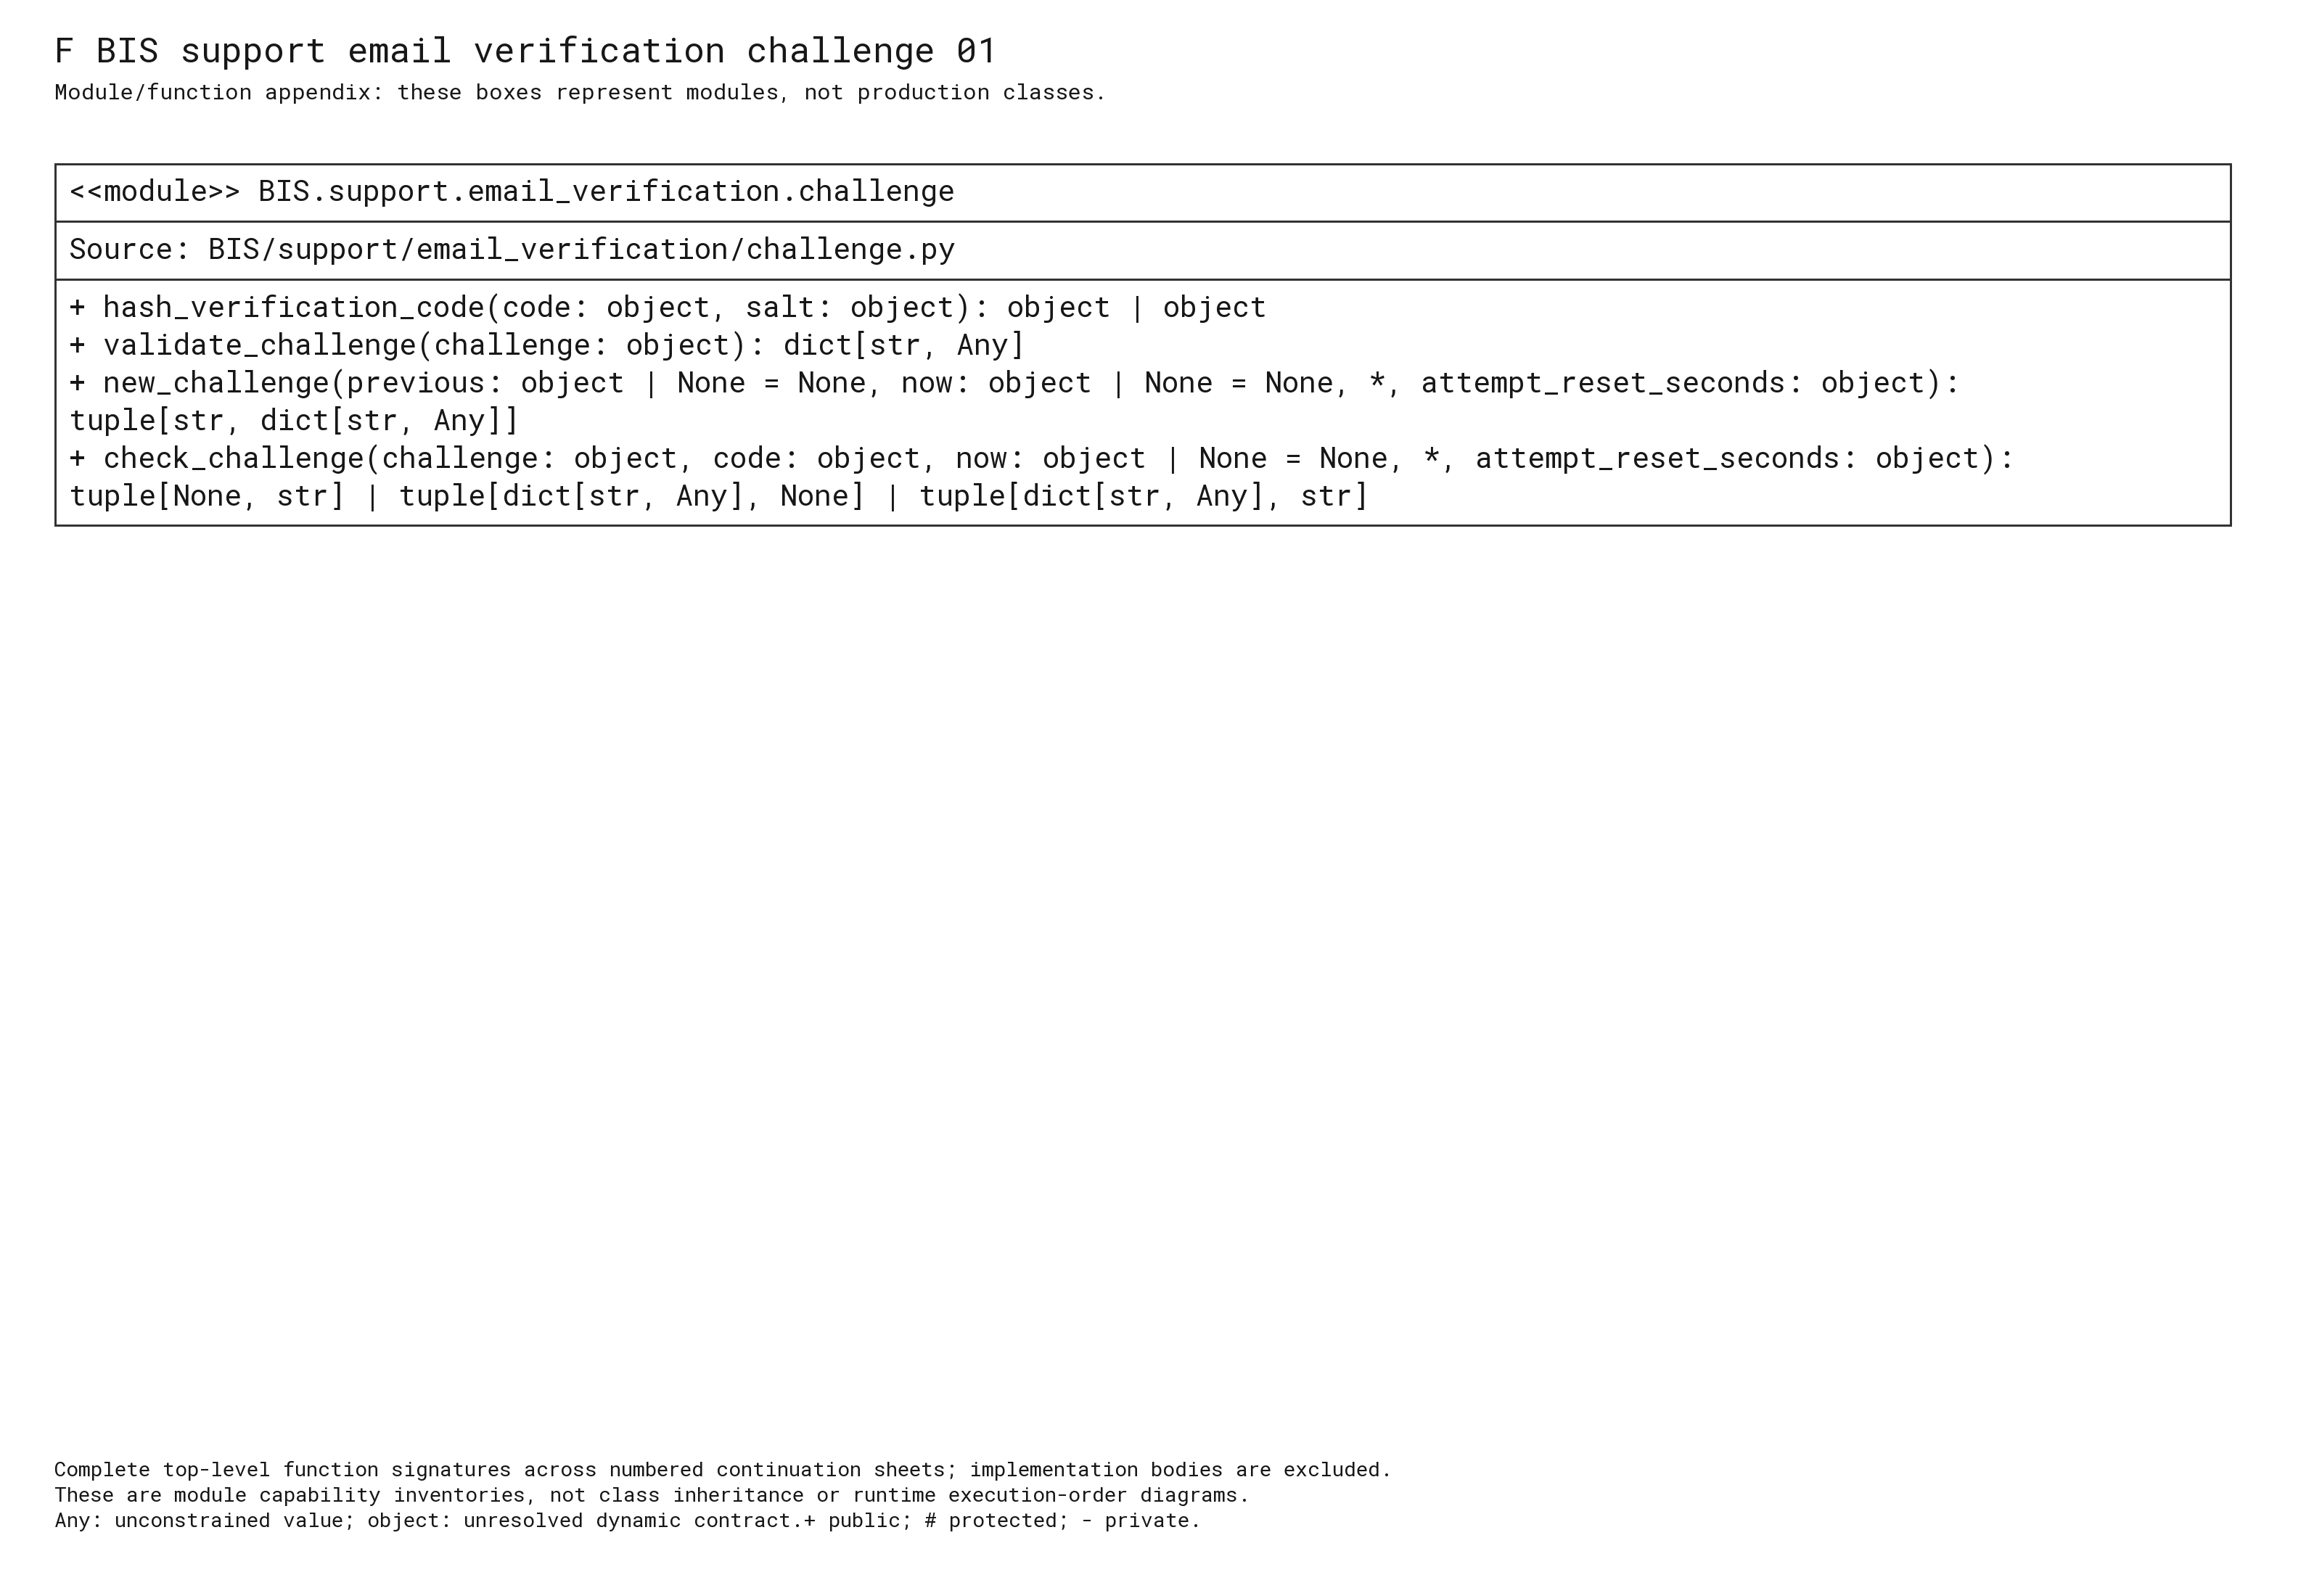 F BIS support email verification challenge 01
Module/function appendix: these boxes represent modules, not production classes.
<<module>> BIS.support.email_verification.challenge
Source: BIS/support/email_verification/challenge.py
+ hash_verification_code(code: object, salt: object): object | object
+ validate_challenge(challenge: object): dict[str, Any]
+ new_challenge(previous: object | None = None, now: object | None = None, *, attempt_reset_seconds: object):
tuple[str, dict[str, Any]]
+ check_challenge(challenge: object, code: object, now: object | None = None, *, attempt_reset_seconds: object):
tuple[None, str] | tuple[dict[str, Any], None] | tuple[dict[str, Any], str]
Complete top-level function signatures across numbered continuation sheets; implementation bodies are excluded.
These are module capability inventories, not class inheritance or runtime execution-order diagrams.
Any: unconstrained value; object: unresolved dynamic contract.+ public; # protected; - private.